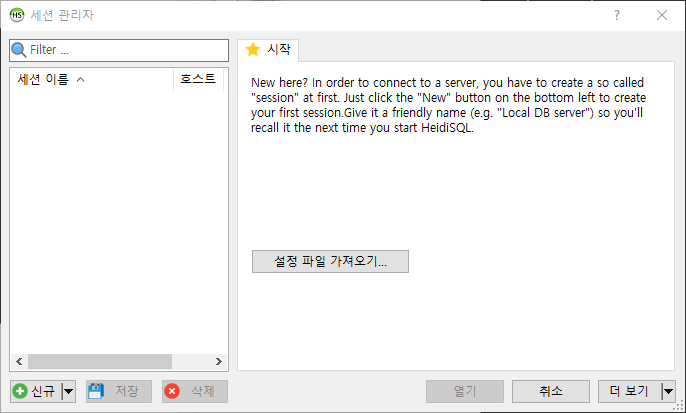 HS 세션 관리자 ?
Filter ...
세션 이름 호스트
시작
New here? In order to connect to a server, you have to create a so called
"session" at first. Just click the "New" button on the bottom left to create
your first session.Give it a friendly name (e.g. "Local DB server") so you'll
recall it the next time you start HeidiSQL.
설정 파일 가져오기...
신규 저장 삭제 열기 취소 더 보기